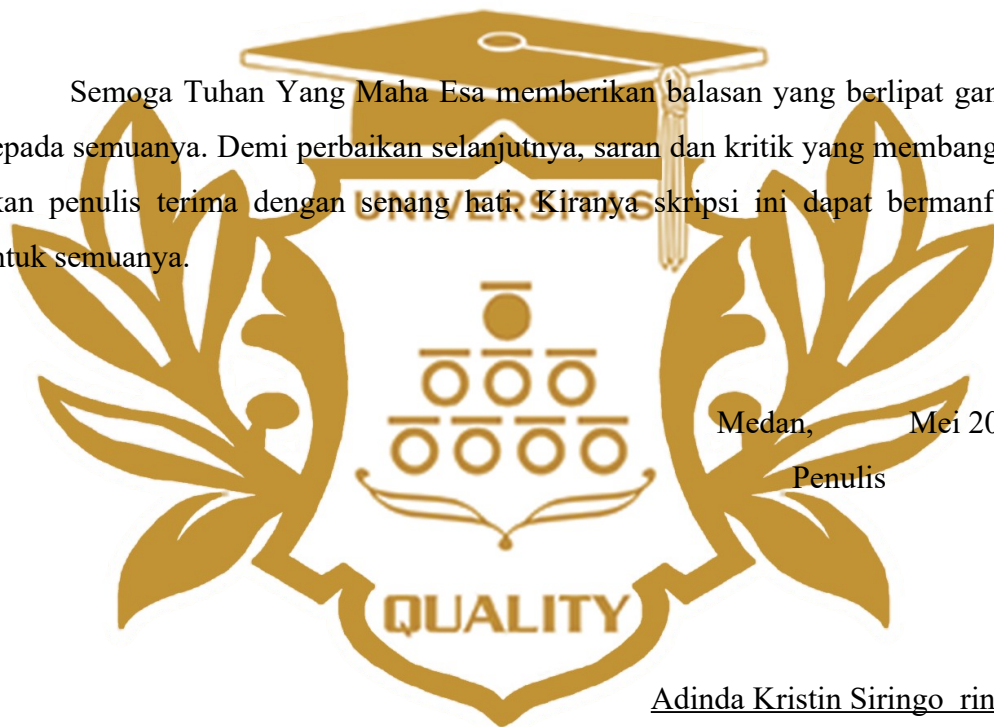 Semoga Tuhan Yang Maha Esa memberikan balasan yang berlipat gan
epada semuanya. Demi perbaikan selanjutnya, saran dan kritik yang membang
kan penulis terima dengan senang hati. Kiranya skripsi ini dapat bermanf
ntuk semuanya.
UNIVERSITAS
Medan, Mei 20
Penulis
QUALITY
Adinda Kristin Siringo rin